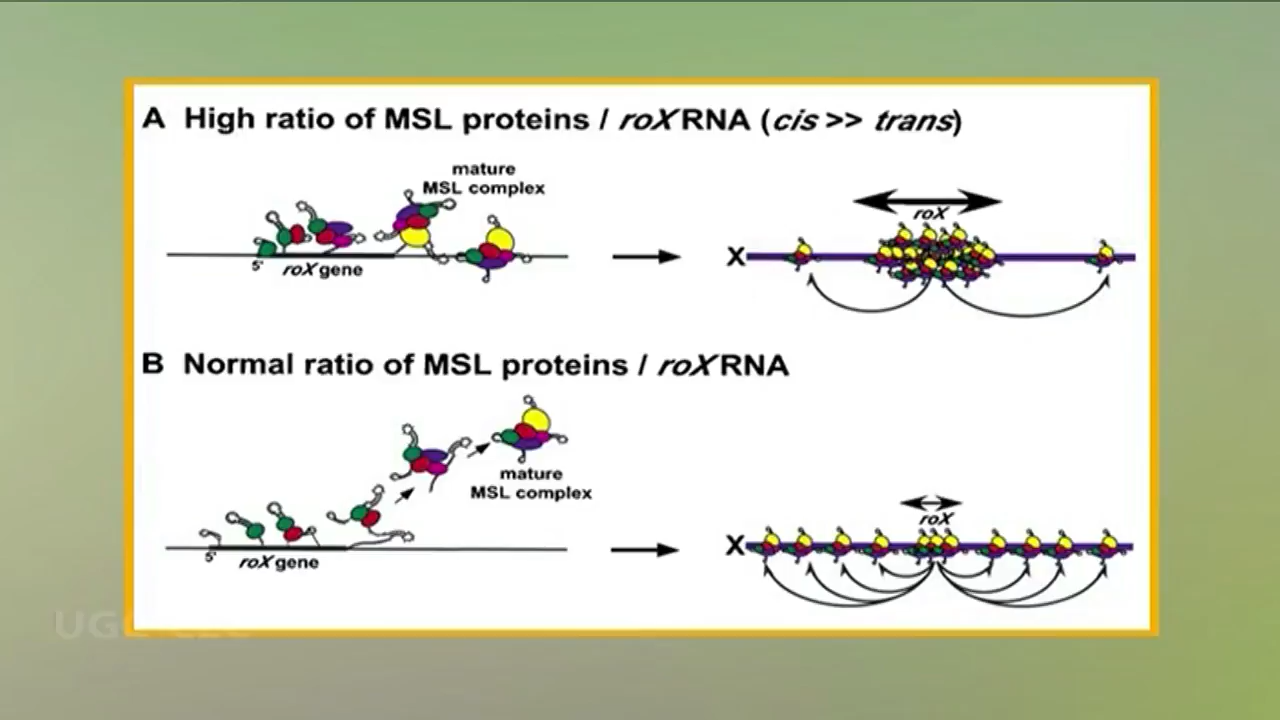 A High ratio of MSL proteins / roX RNA (cis >> trans)
mature
MSL complex
5'
roX gene
roX
X
B Normal ratio of MSL proteins / roX RNA
mature
MSL complex
5'
roX gene
roX
X